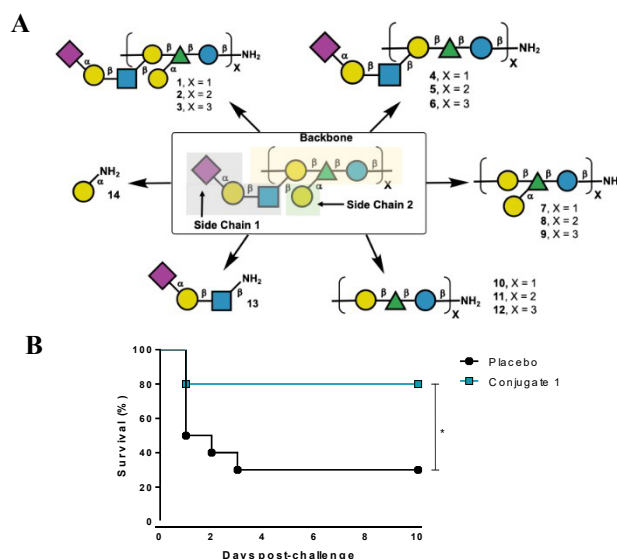 A
β β β NH₂
α β β α X
1, X = 1
2, X = 2
3, X = 3
β β β NH₂
α β β X
4, X = 1
5, X = 2
6, X = 3
Backbone
β β β
α β β α X
Side Chain 1
Side Chain 2
NH₂
α
14
β β NH
α X
7, X = 1
8, X = 2
9, X = 3
NH₂
α β β
13
β β β NH₂
X
10, X = 1
11, X = 2
12, X = 3
B
Survival (%)
100
80
60
40
20
0
0 2 4 6 8 10
Days post-challenge
Placebo
Conjugate 1
*